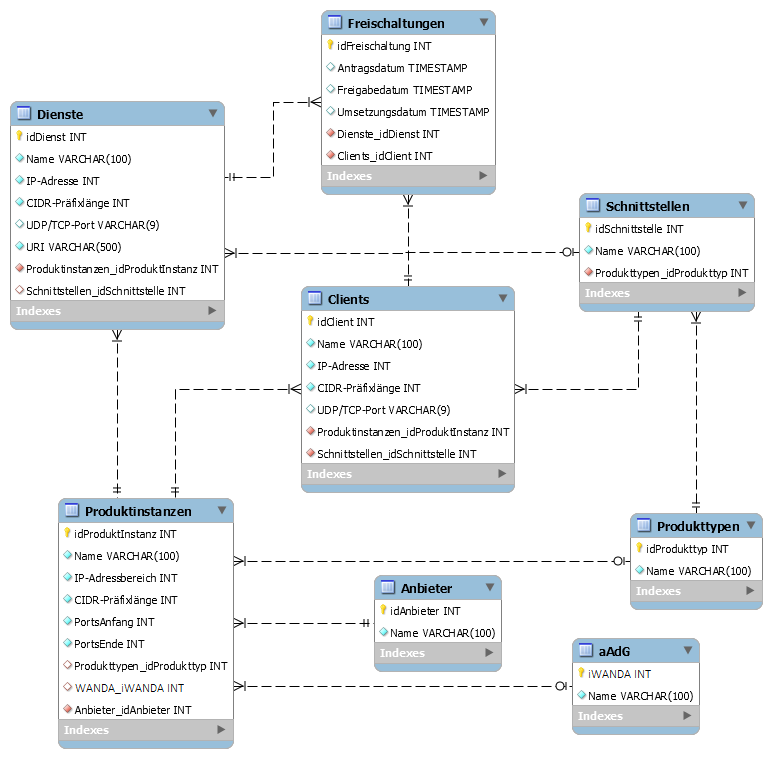 Freischaltungen
idFreischaltung INT
Antragsdatum TIMESTAMP
Freigabedatum TIMESTAMP
Umsetzungsdatum TIMESTAMP
Dienste_idDienst INT
Clients_idClient INT
Indexes
Dienste
idDienst INT
Name VARCHAR(100)
IP-Adresse INT
CIDR-Präfixlänge INT
UDP/TCP-Port VARCHAR(9)
URI VARCHAR(500)
Produktinstanzen_idProduktInstanz INT
Schnittstellen_idSchnittstelle INT
Indexes
Schnittstellen
idSchnittstelle INT
Name VARCHAR(100)
Produkttypen_idProdukttyp INT
Indexes
Clients
idClient INT
Name VARCHAR(100)
IP-Adresse INT
CIDR-Präfixlänge INT
UDP/TCP-Port VARCHAR(9)
Produktinstanzen_idProduktInstanz INT
Schnittstellen_idSchnittstelle INT
Indexes
Produktinstanzen
idProduktInstanz INT
Name VARCHAR(100)
IP-Adressbereich INT
CIDR-Präfixlänge INT
PortsAnfang INT
PortsEnde INT
Produkttypen_idProdukttyp INT
WANDA_iWANDA INT
Anbieter_idAnbieter INT
Indexes
Produkttypen
idProdukttyp INT
Name VARCHAR(100)
Indexes
Anbieter
idAnbieter INT
Name VARCHAR(100)
Indexes
aAdG
iWANDA INT
Name VARCHAR(100)
Indexes